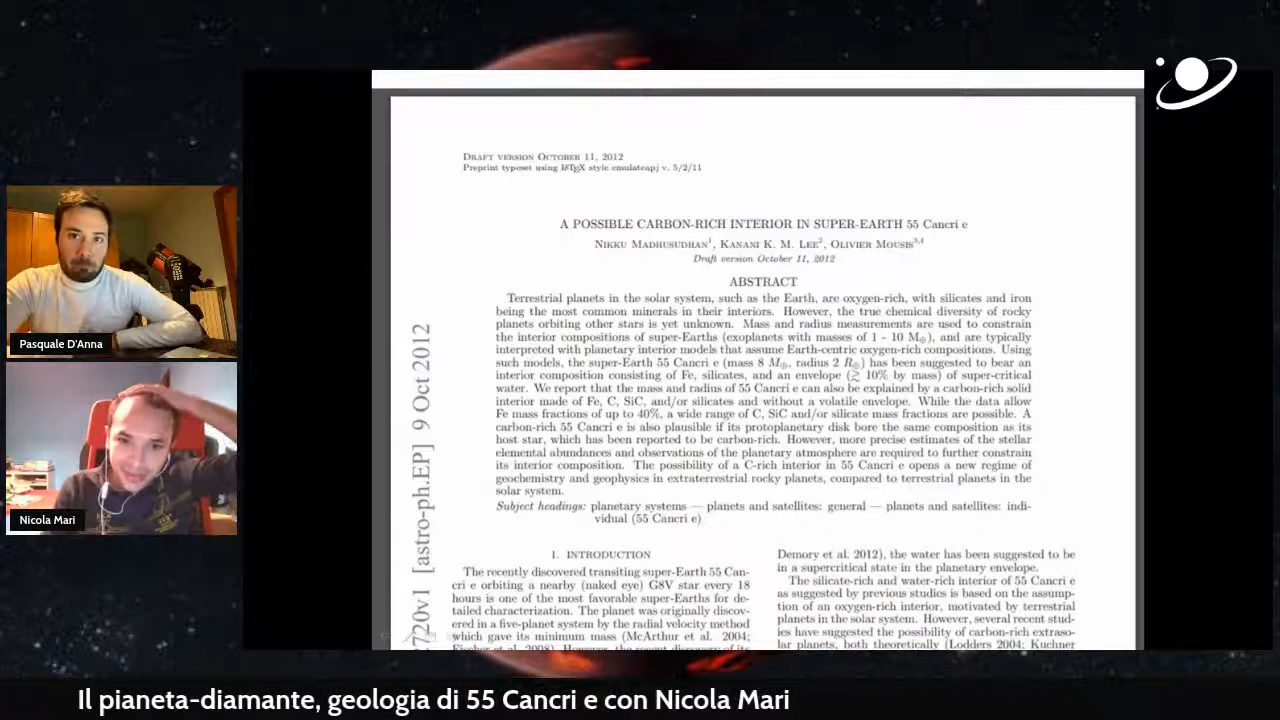 DRAFT VERSION OCTOBER 11, 2012
Preprint typeset using LATEX style emulateapj v. 5/2/11
A POSSIBLE CARBON-RICH INTERIOR IN SUPER-EARTH 55 Cancri e
NIKKU MADHUSUDHAN1, KANANI K. M. LEE2, OLIVIER MOUSIS3,4
Draft version October 11, 2012
ABSTRACT
Terrestrial planets in the solar system, such as the Earth, are oxygen-rich, with silicates and iron
being the most common minerals in their interiors. However, the true chemical diversity of rocky
planets orbiting other stars is yet unknown. Mass and radius measurements are used to constrain
the interior compositions of super-Earths (exoplanets with masses of 1 - 10 M⊕), and are typically
interpreted with planetary interior models that assume Earth-centric oxygen-rich compositions. Using
such models, the super-Earth 55 Cancri e (mass 8 M⊕, radius 2 R⊕) has been suggested to bear an
interior composition consisting of Fe, silicates, and an envelope (≳ 10% by mass) of super-critical
water. We report that the mass and radius of 55 Cancri e can also be explained by a carbon-rich solid
interior made of Fe, C, SiC, and/or silicates and without a volatile envelope. While the data allow
Fe mass fractions of up to 40%, a wide range of C, SiC and/or silicate mass fractions are possible. A
carbon-rich 55 Cancri e is also plausible if its protoplanetary disk bore the same composition as its
host star, which has been reported to be carbon-rich. However, more precise estimates of the stellar
elemental abundances and observations of the planetary atmosphere are required to further constrain
its interior composition. The possibility of a C-rich interior in 55 Cancri e opens a new regime of
geochemistry and geophysics in extraterrestrial rocky planets, compared to terrestrial planets in the
solar system.
Subject headings: planetary systems — planets and satellites: general — planets and satellites: indi-
vidual (55 Cancri e)
1. INTRODUCTION
The recently discovered transiting super-Earth 55 Can-
cri e orbiting a nearby (naked eye) G8V star every 18
hours is one of the most favorable super-Earths for de-
tailed characterization. The planet was originally discov-
ered in a five-planet system by the radial velocity method
which gave its minimum mass (McArthur et al. 2004;
Fischer et al. 2008). However, the recent discovery of its
Demory et al. 2012), the water has been suggested to be
in a supercritical state in the planetary envelope.
The silicate-rich and water-rich interior of 55 Cancri e
as suggested by previous studies is based on the assump-
tion of an oxygen-rich interior, motivated by terrestrial
planets in the solar system. However, several recent stud-
ies have suggested the possibility of carbon-rich extraso-
lar planets, both theoretically (Lodders 2004; Kuchner
720v1 [astro-ph.EP] 9 Oct 2012
Pasquale D'Anna
Nicola Mari
Il pianeta-diamante, geologia di 55 Cancri e con Nicola Mari